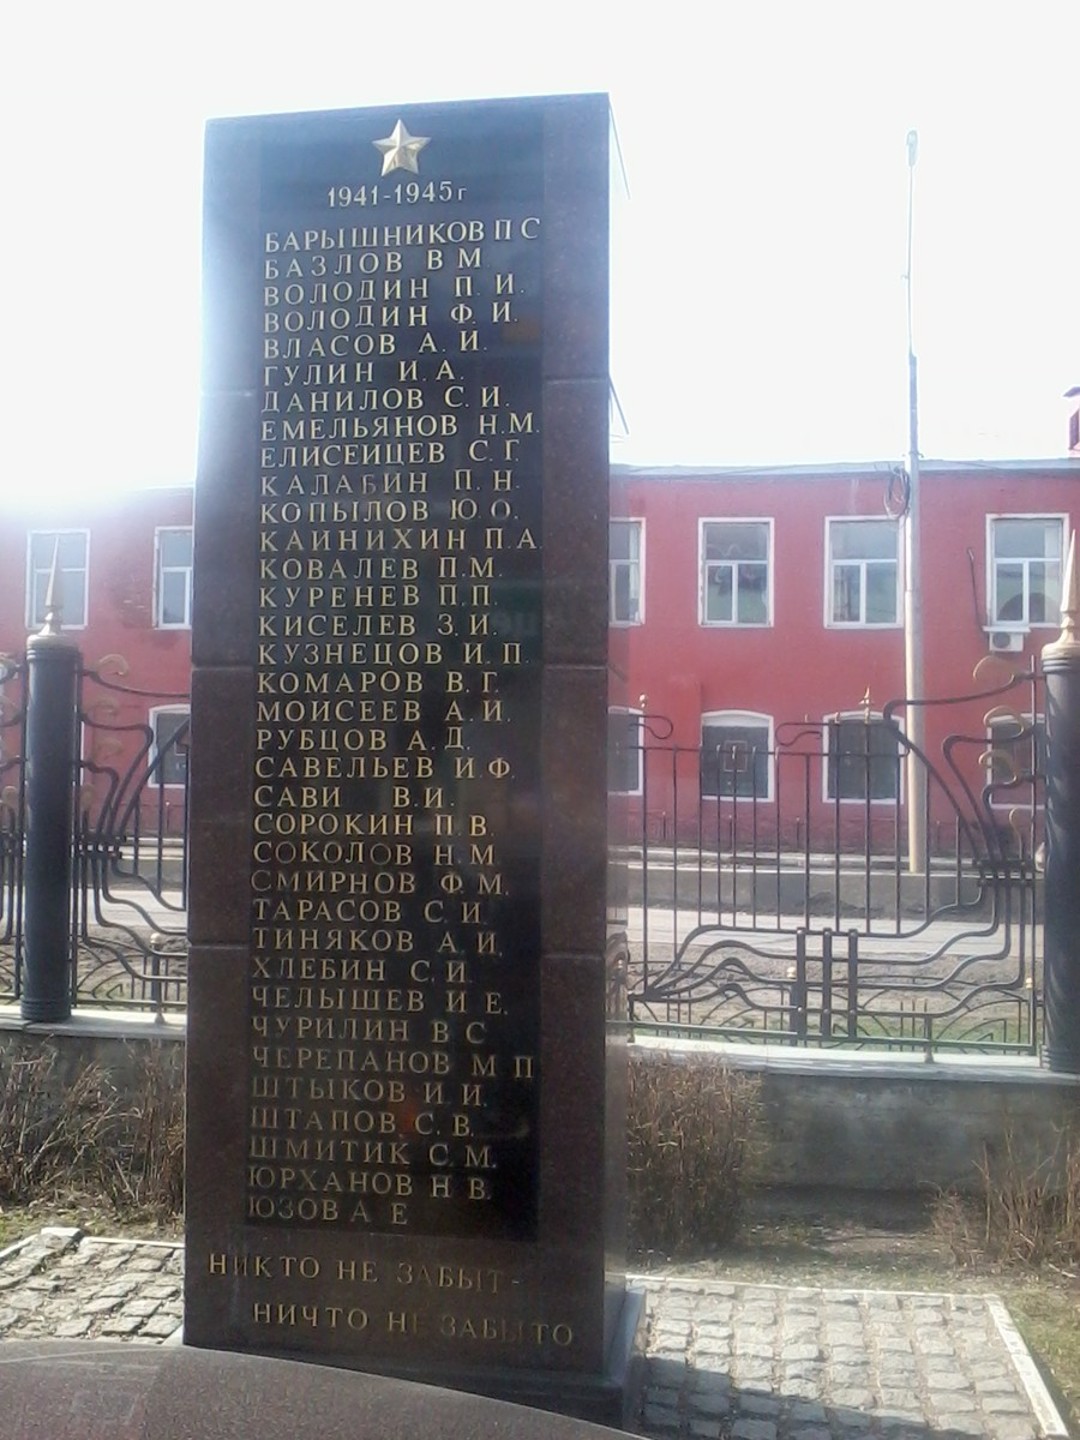 1941-1945г
БАРЫШНИКОВ П С
БАЗЛОВ В М
ВОЛОДИН П. И.
ВОЛОДИН Ф. И.
ВЛАСОВ А. И.
ГУЛИН И. А.
ДАНИЛОВ С. И.
ЕМЕЛЬЯНОВ Н.М.
ЕЛИСЕИЦЕВ С. Г.
КАЛАБИН П. Н.
КОПЫЛОВ Ю О.
КАИНИХИН П.А.
КОВАЛЕВ П.М.
КУРЕНЕВ П.П.
КИСЕЛЕВ З. И.
КУЗНЕЦОВ И. П.
КОМАРОВ В. Г.
МОИСЕЕВ А. И.
РУБЦОВ А. Д.
САВЕЛЬЕВ И.Ф.
САВИ В.И.
СОРОКИН П. В.
СОКОЛОВ Н М
СМИРНОВ Ф. М.
ТАРАСОВ С. И.
ТИНЯКОВ А. И.
ХЛЕБИН С. И.
ЧЕЛЫШЕВ И Е.
ЧУРИЛИН В С
ЧЕРЕПАНОВ М П
ШТЫКОВ И. И.
ШТАПОВ С. В.
ШМИТИК С. М.
ЮРХАНОВ Н В.
ЮЗОВ А Е
НИКТО НЕ ЗАБЫТ-
НИЧТО НЕ ЗАБЫТО